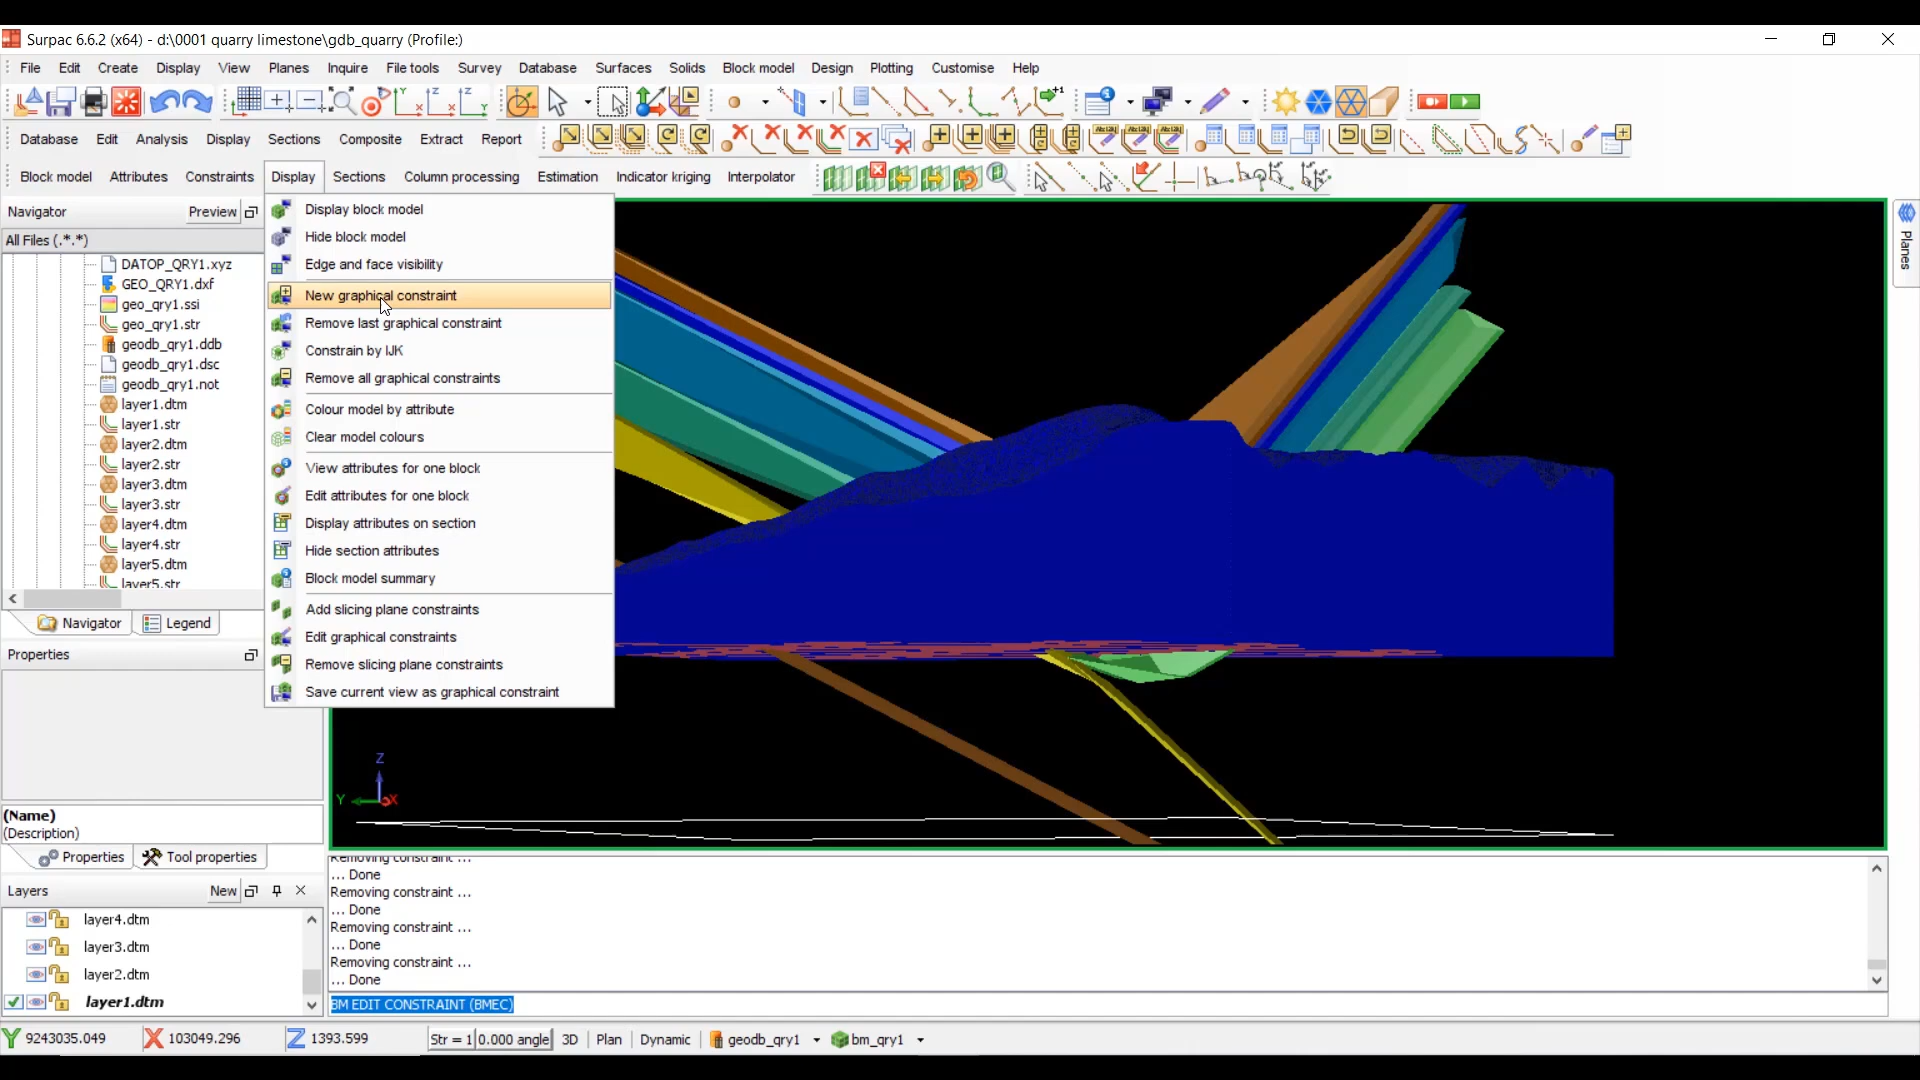 Surpac 6.6.2 (x64) - d:\0001 quarry limestone\gdb_quarry (Profile:)
File Edit Create Display View Planes Inquire File tools Survey Database Surfaces Solids Block model Design Plotting Customise Help
Database Edit Analysis Display Sections Composite Extract Report
Block model Attributes Constraints Display Sections Column processing Estimation Indicator kriging Interpolator
Navigator Preview
All Files (.*.*)
DATOP_QRY1.xyz
GEO_QRY1.dxf
geo_qry1.ssi
geo_qry1.str
geodb_qry1.ddb
geodb_qry1.dsc
geodb_qry1.not
layer1.dtm
layer1.str
layer2.dtm
layer2.str
layer3.dtm
layer3.str
layer4.dtm
layer4.str
layer5.dtm
layer5.str
Navigator Legend
Properties
(Name)
(Description)
Properties Tool properties
Layers New
layer4.dtm
layer3.dtm
layer2.dtm
layer1.dtm
Display block model
Hide block model
Edge and face visibility
New graphical constraint
Remove last graphical constraint
Constrain by IJK
Remove all graphical constraints
Colour model by attribute
Clear model colours
View attributes for one block
Edit attributes for one block
Display attributes on section
Hide section attributes
Block model summary
Add slicing plane constraints
Edit graphical constraints
Remove slicing plane constraints
Save current view as graphical constraint
Planes
Z
Y X
Removing constraint ...
... Done
Removing constraint ...
... Done
Removing constraint ...
... Done
Removing constraint ...
... Done
BM EDIT CONSTRAINT (BMEC)
Y 9243035.049 X 103049.296 Z 1393.599 Str = 1 0.000 angle 3D Plan Dynamic geodb_qry1 bm_qry1